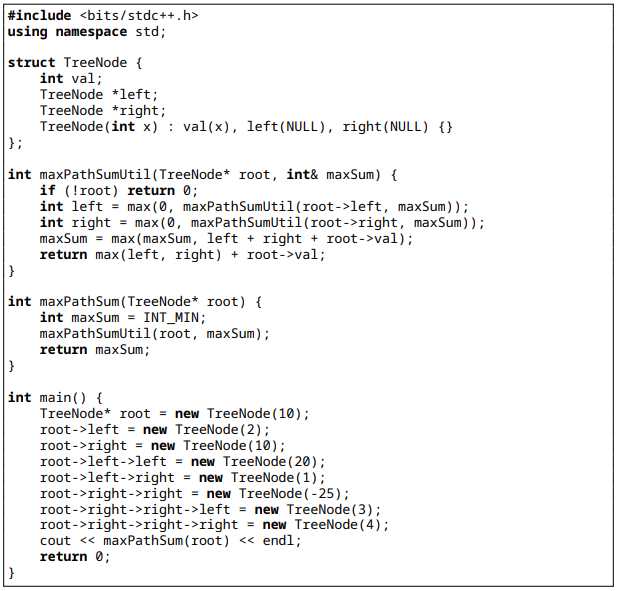 #include <bits/stdc++.h>
using namespace std;

struct TreeNode {
    int val;
    TreeNode *left;
    TreeNode *right;
    TreeNode(int x) : val(x), left(NULL), right(NULL) {}
};

int maxPathSumUtil(TreeNode* root, int& maxSum) {
    if (!root) return 0;
    int left = max(0, maxPathSumUtil(root->left, maxSum));
    int right = max(0, maxPathSumUtil(root->right, maxSum));
    maxSum = max(maxSum, left + right + root->val);
    return max(left, right) + root->val;
}

int maxPathSum(TreeNode* root) {
    int maxSum = INT_MIN;
    maxPathSumUtil(root, maxSum);
    return maxSum;
}

int main() {
    TreeNode* root = new TreeNode(10);
    root->left = new TreeNode(2);
    root->right = new TreeNode(10);
    root->left->left = new TreeNode(20);
    root->left->right = new TreeNode(1);
    root->right->right = new TreeNode(-25);
    root->right->right->left = new TreeNode(3);
    root->right->right->right = new TreeNode(4);
    cout << maxPathSum(root) << endl;
    return 0;
}